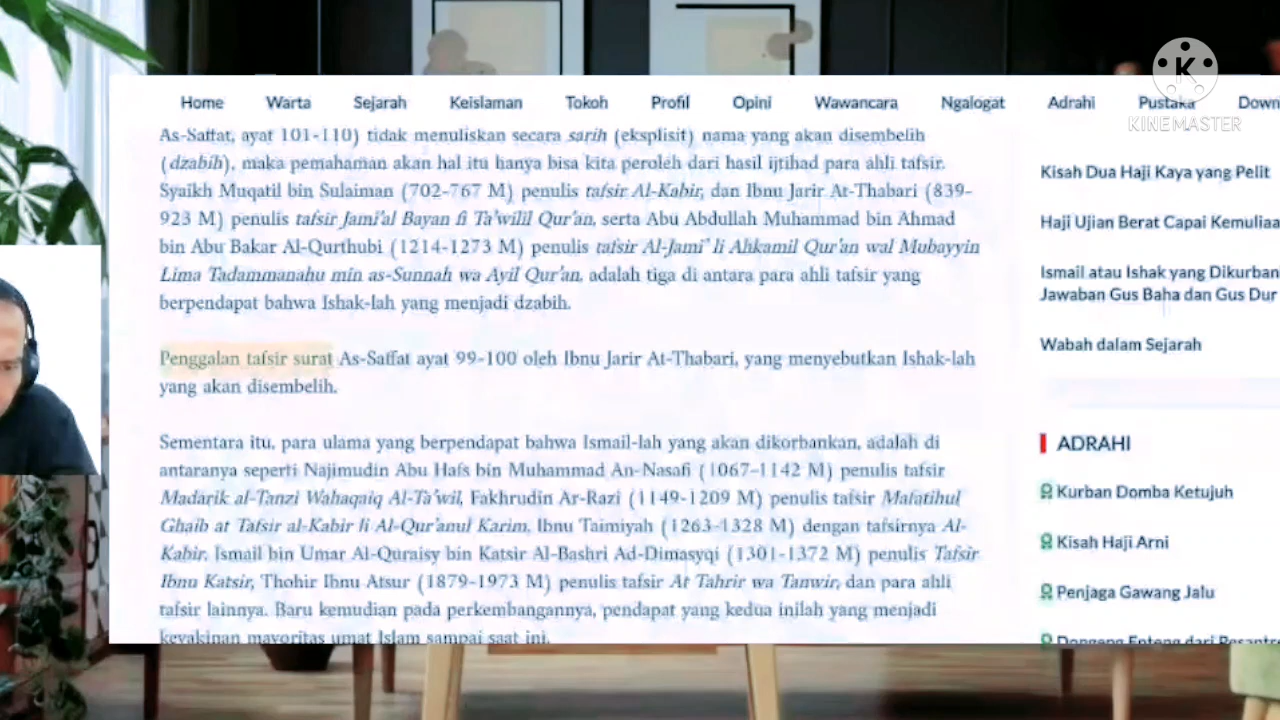 KINEMASTER
Home Warta Sejarah Keislaman Tokoh Profil Opini Wawancara Ngalogat Adrahi Pustaka
As-Saffat, ayat 101-110) tidak menuliskan secara sarih (eksplisit) nama yang akan disembelih
(dzabih), maka pemahaman akan hal itu hanya bisa kita peroleh dari hasil ijtihad para ahli tafsir.
Syaikh Muqatil bin Sulaiman (702-767 M) penulis tafsir Al-Kabir, dan Ibnu Jarir At-Thabari (839-
923 M) penulis tafsir Jami'al Bayan fi Ta'wilil Qur'an, serta Abu Abdullah Muhammad bin Ahmad
bin Abu Bakar Al-Qurthubi (1214-1273 M) penulis tafsir Al-Jami' li Ahkamil Qur'an wal Mubayyin
Lima Tadammanahu min as-Sunnah wa Ayil Qur'an, adalah tiga di antara para ahli tafsir yang
berpendapat bahwa Ishak-lah yang menjadi dzabih.
Penggalan tafsir surat As-Saffat ayat 99-100 oleh Ibnu Jarir At-Thabari, yang menyebutkan Ishak-lah
yang akan disembelih.
Sementara itu, para ulama yang berpendapat bahwa Ismail-lah yang akan dikorbankan, adalah di
antaranya seperti Najimudin Abu Hafs bin Muhammad An-Nasafi (1067-1142 M) penulis tafsir
Madarik al-Tanzi Wahaqaiq Al-Ta'wil, Fakhrudin Ar-Razi (1149-1209 M) penulis tafsir Mafatihul
Ghaib at Tafsir al-Kabir li Al-Qur'anul Karim, Ibnu Taimiyah (1263-1328 M) dengan tafsirnya Al-
Kabir, Ismail bin Umar Al-Quraisy bin Katsir Al-Bashri Ad-Dimasyqi (1301-1372 M) penulis Tafsir
Ibnu Katsir, Thohir Ibnu Atsur (1879-1973 M) penulis tafsir At Tahrir wa Tanwir, dan para ahli
tafsir lainnya. Baru kemudian pada perkembangannya, pendapat yang kedua inilah yang menjadi
keyakinan mayoritas umat Islam sampai saat ini.
Kisah Dua Haji Kaya yang Pelit
Haji Ujian Berat Capai
Ismail atau Ishak yang
Jawaban Gus Baha dan Gus Dur
Wabah dalam Sejarah
ADRAHI
Kurban Domba Ketujuh
Kisah Haji Arni
Penjaga Gawang Jalu
Dongeng Enteng dari